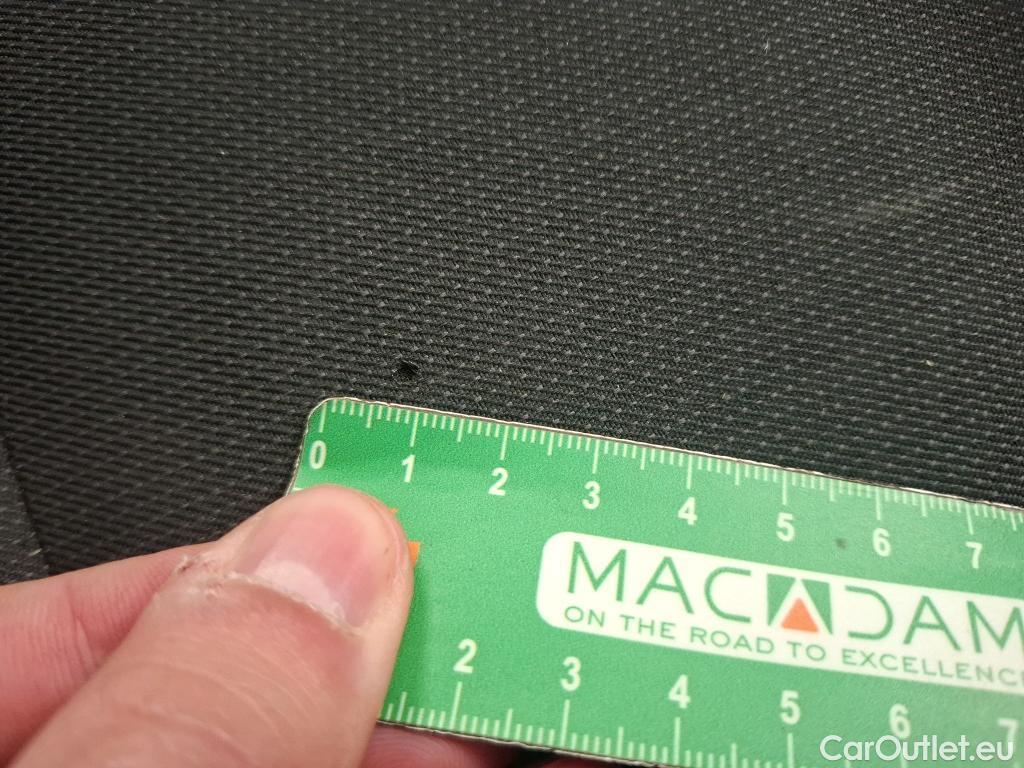 0 1 2 3 4 5 6 7
MACADAM
ON THE ROAD TO EXCELLENC
2 3 4 5 6 7
CarOutlet.eu